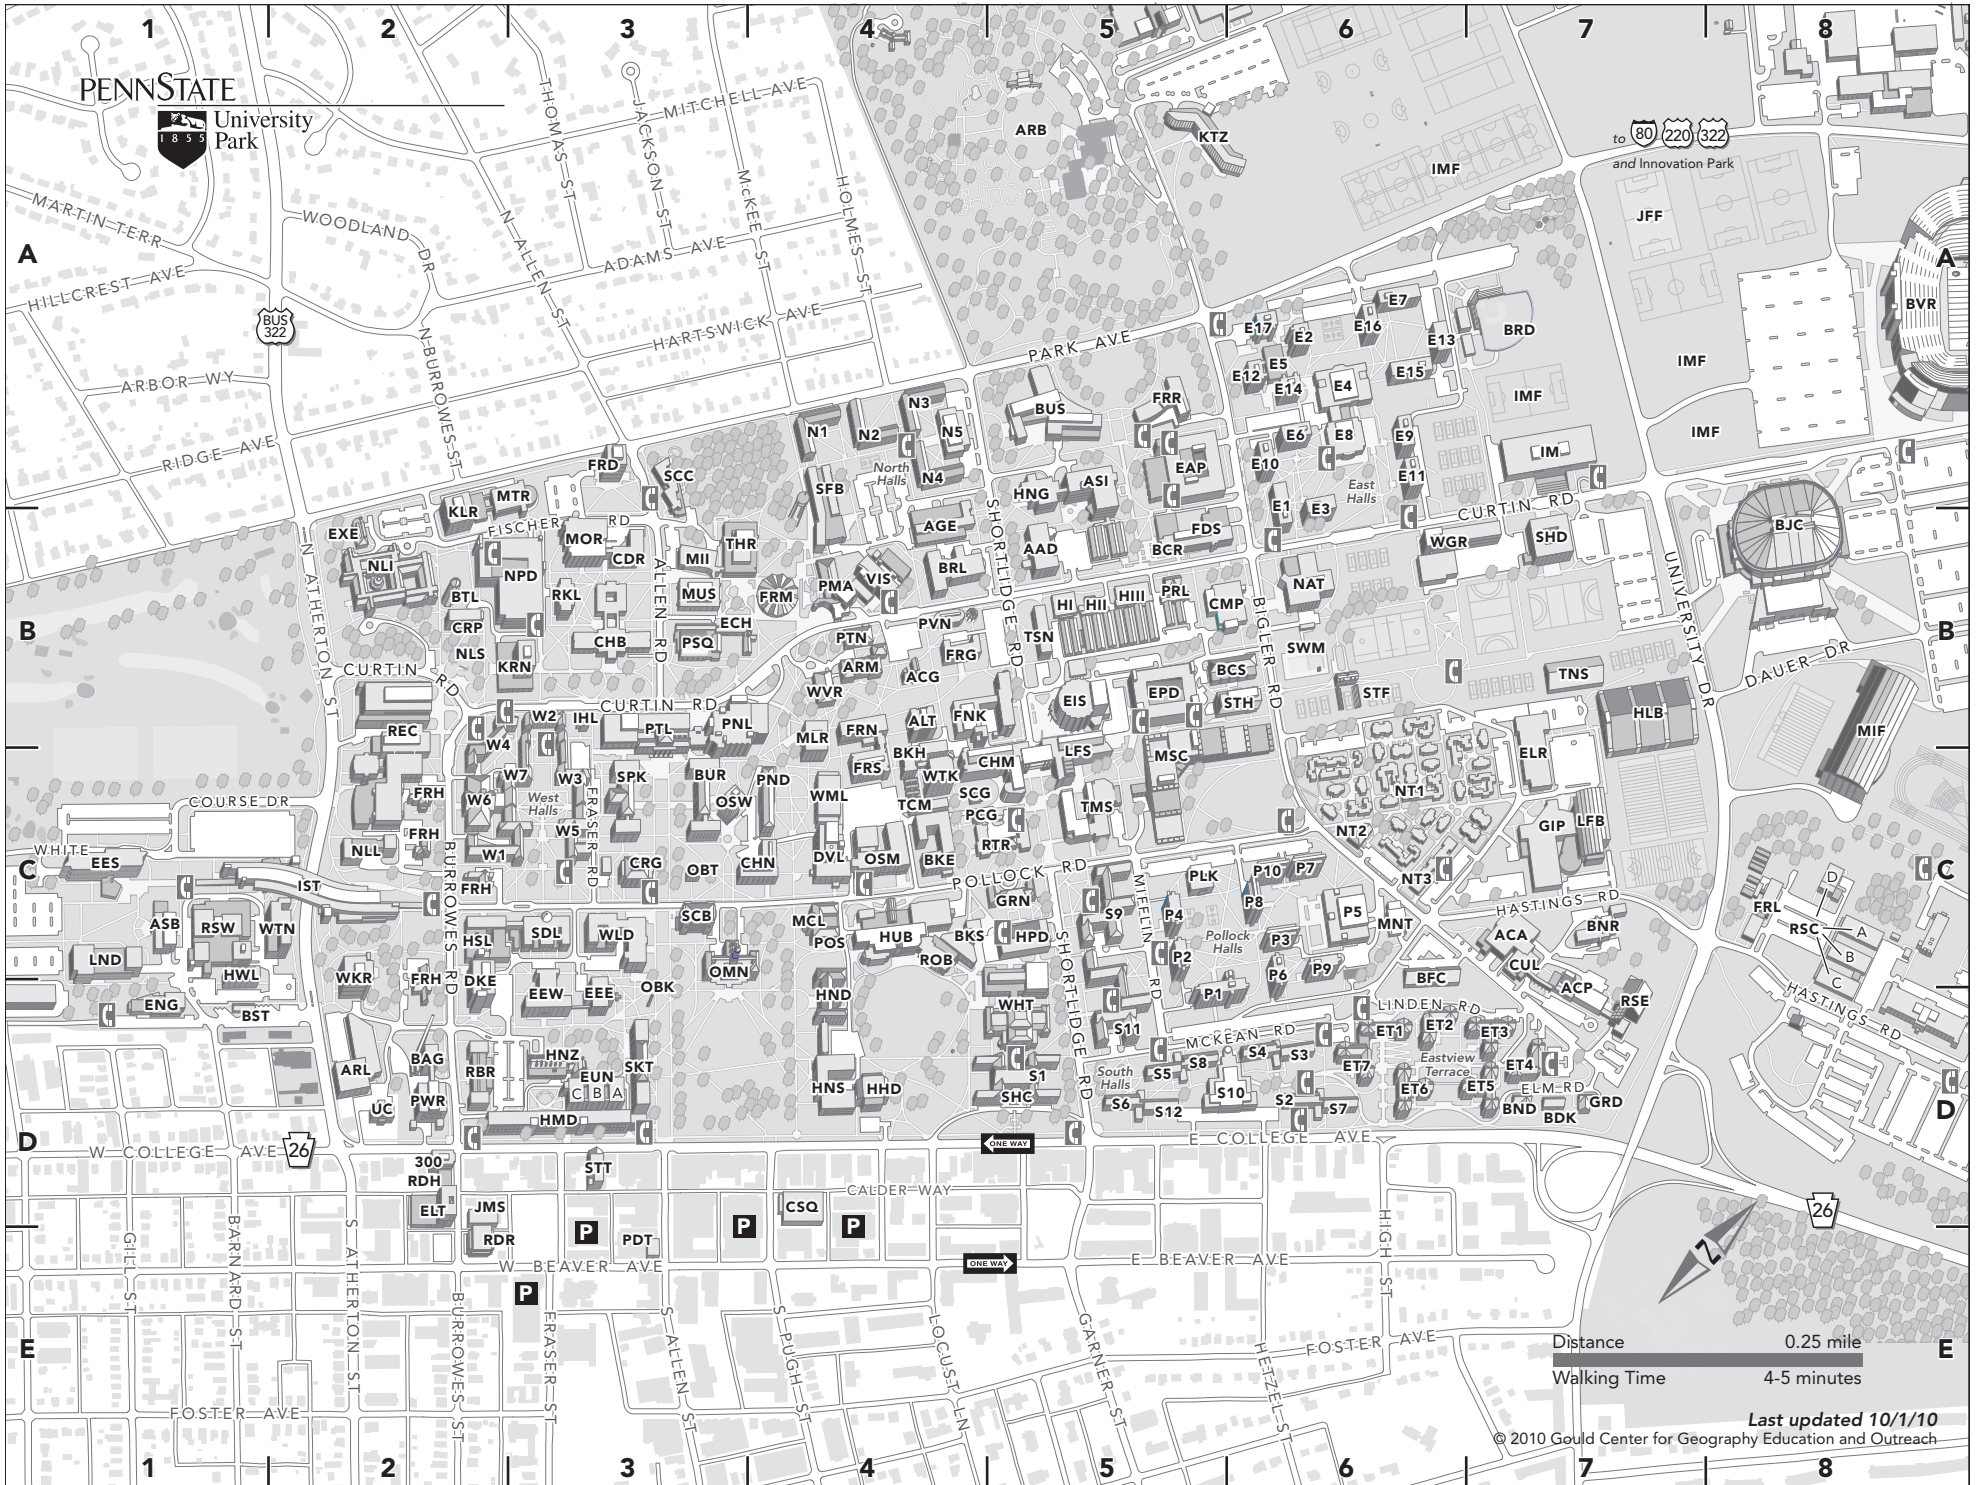 1 2 3 4 5 6 7 8
PENNSTATE
1855
University
Park
THOMAS ST
JACKSON ST
MITCHELL AVE
McKEE ST
HOLMES ST
ARB
KTZ
IMF
to 80 220 322
and Innovation Park
MARTIN TERR
WOODLAND DR
N ALLEN ST
ADAMS AVE
JFF
A
A
HILLCREST AVE
BUS
322
HARTSWICK AVE
N BURROWES ST
PARK AVE
BVR
E17
E2
E16
E7
E13
BRD
E12
E5
E14
E4
E15
IMF
IMF
ARBOR WY
RIDGE AVE
N1
N2
N3
N5
N4
North
Halls
BUS
FRR
E6
E8
E9
E10
E11
East
Halls
IM
IMF
FRD
SCC
SFB
HNG
ASI
EAP
E1
E3
CURTIN RD
KLR
MTR
FISCHER RD
EXE
MOR
CDR
MII
THR
AGE
AAD
FDS
BCR
WGR
SHD
BJC
NLI
NPD
N ATHERTON ST
ALLEN RD
SHORTLIDGE RD
PMA
VIS
BRL
NAT
UNIVERSITY DR
BTL
RKL
MUS
FRM
HI
HII
HIII
PRL
CMP
BIGLER RD
B
CRP
NLS
KRN
CHB
PSQ
ECH
PVN
PTN
ARM
FRG
ACG
TSN
SWM
BCS
B
CURTIN RD
CURTIN RD
WVR
EIS
EPD
STH
STF
TNS
DAUER DR
HLB
MIF
REC
W4
W2
IHL
PTL
PNL
MLR
FRN
ALT
FNK
BKH
FRS
WTK
CHM
LFS
MSC
ELR
W7
W3
SPK
BUR
OSW
PND
WML
TCM
SCG
PCG
TMS
NT1
NT2
NT3
GIP
LFB
COURSE DR
FRH
W6
West
Halls
FRASER RD
W5
FRH
WHITE
EES
NLL
W1
CRG
OBT
CHN
DVL
OSM
BKE
RTR
POLLOCK RD
C
C
IST
BURROWES RD
FRH
SCB
MCL
POS
GRN
S9
MIFFLIN RD
PLK
P10
P7
P8
P4
P5
MNT
HASTINGS RD
FRL
RSC
D
A
B
C
ASB
RSW
WTN
HSL
SDL
WLD
OMN
HUB
ROB
BKS
HPD
P3
Pollock
Halls
P2
ACA
BNR
CUL
LND
HWL
WKR
FRH
DKE
EEW
EEE
OBK
HND
WHT
SHORTLIDGE RD
P1
P6
P9
BFC
ACP
RSE
HASTINGS RD
ENG
BST
S11
LINDEN RD
MCKEAN RD
ET1
ET2
ET3
ARL
BAG
RBR
HNZ
EUN
C B A
SKT
HNS
HHD
S1
SHC
South
Halls
S5
S8
S4
S3
ET7
Eastview
Terrace
ET4
UC
PWR
HMD
S6
S12
S10
S2
S7
ET6
ET5
ELM RD
BND
BDK
GRD
D
D
W COLLEGE AVE
26
ONE WAY
E COLLEGE AVE
300
RDH
STT
CALDER WAY
ELT
JMS
RDR
P
PDT
P
CSQ
P
26
GILL ST
BARNARD ST
S ATHERTON ST
W BEAVER AVE
ONE WAY
E BEAVER AVE
HIGH ST
N
P
BURROWES ST
FRASER ST
S ALLEN ST
S PUGH ST
LOCUST LN
GARNER ST
HETZEL ST
FOSTER AVE
FOSTER AVE
E
E
Distance 0.25 mile
Walking Time 4-5 minutes
Last updated 10/1/10
© 2010 Gould Center for Geography Education and Outreach
1 2 3 4 5 6 7 8